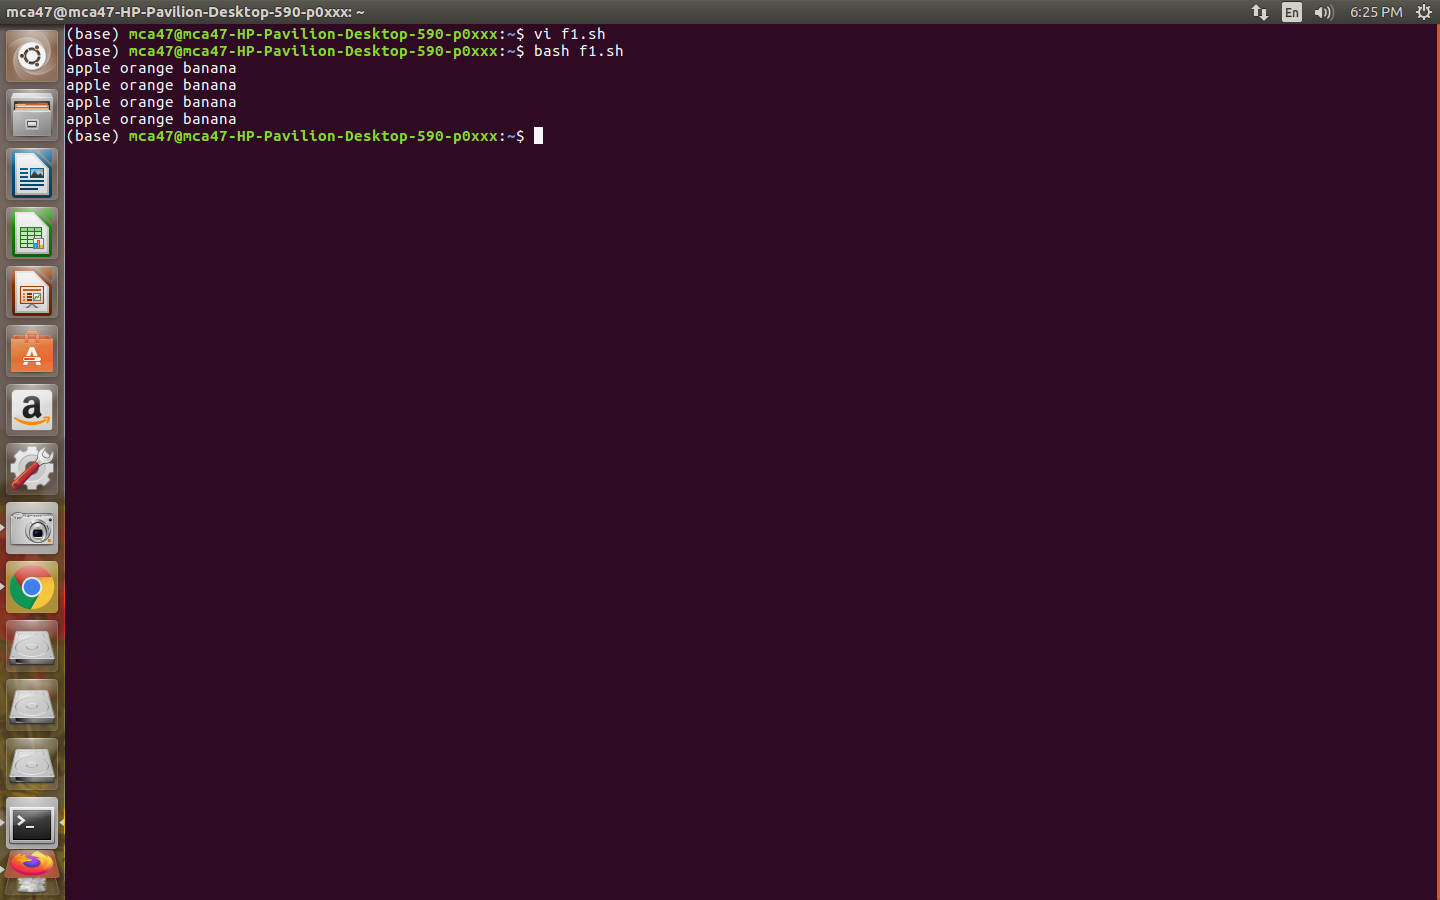 mca47@mca47-HP-Pavilion-Desktop-590-p0xxx: ~
En
6:25 PM
(base) mca47@mca47-HP-Pavilion-Desktop-590-p0xxx:~$ vi f1.sh
(base) mca47@mca47-HP-Pavilion-Desktop-590-p0xxx:~$ bash f1.sh
apple orange banana
apple orange banana
apple orange banana
apple orange banana
(base) mca47@mca47-HP-Pavilion-Desktop-590-p0xxx:~$